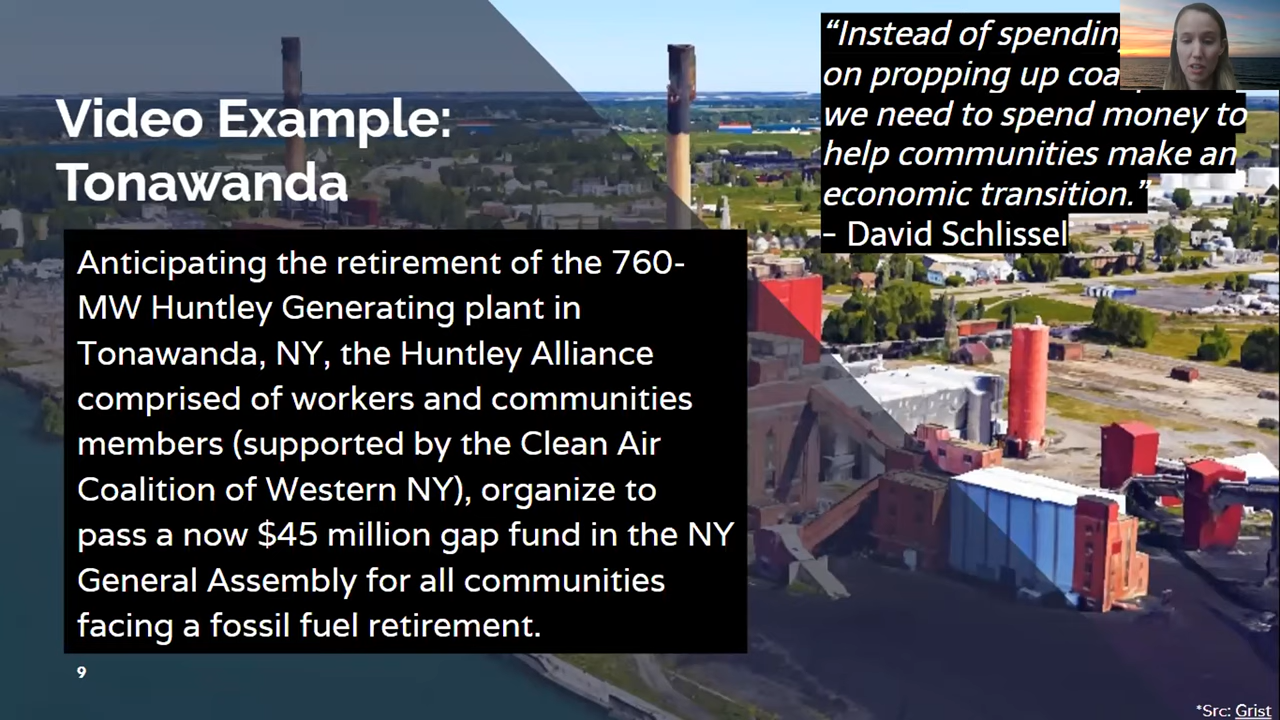 Video Example:
Tonawanda
Anticipating the retirement of the 760-
MW Huntley Generating plant in
Tonawanda, NY, the Huntley Alliance
comprised of workers and communities
members (supported by the Clean Air
Coalition of Western NY), organize to
pass a now $45 million gap fund in the NY
General Assembly for all communities
facing a fossil fuel retirement.
9
“Instead of spending
on propping up
we need to spend money to
help communities make an
economic transition.”
– David Schlissel
*Src: Grist